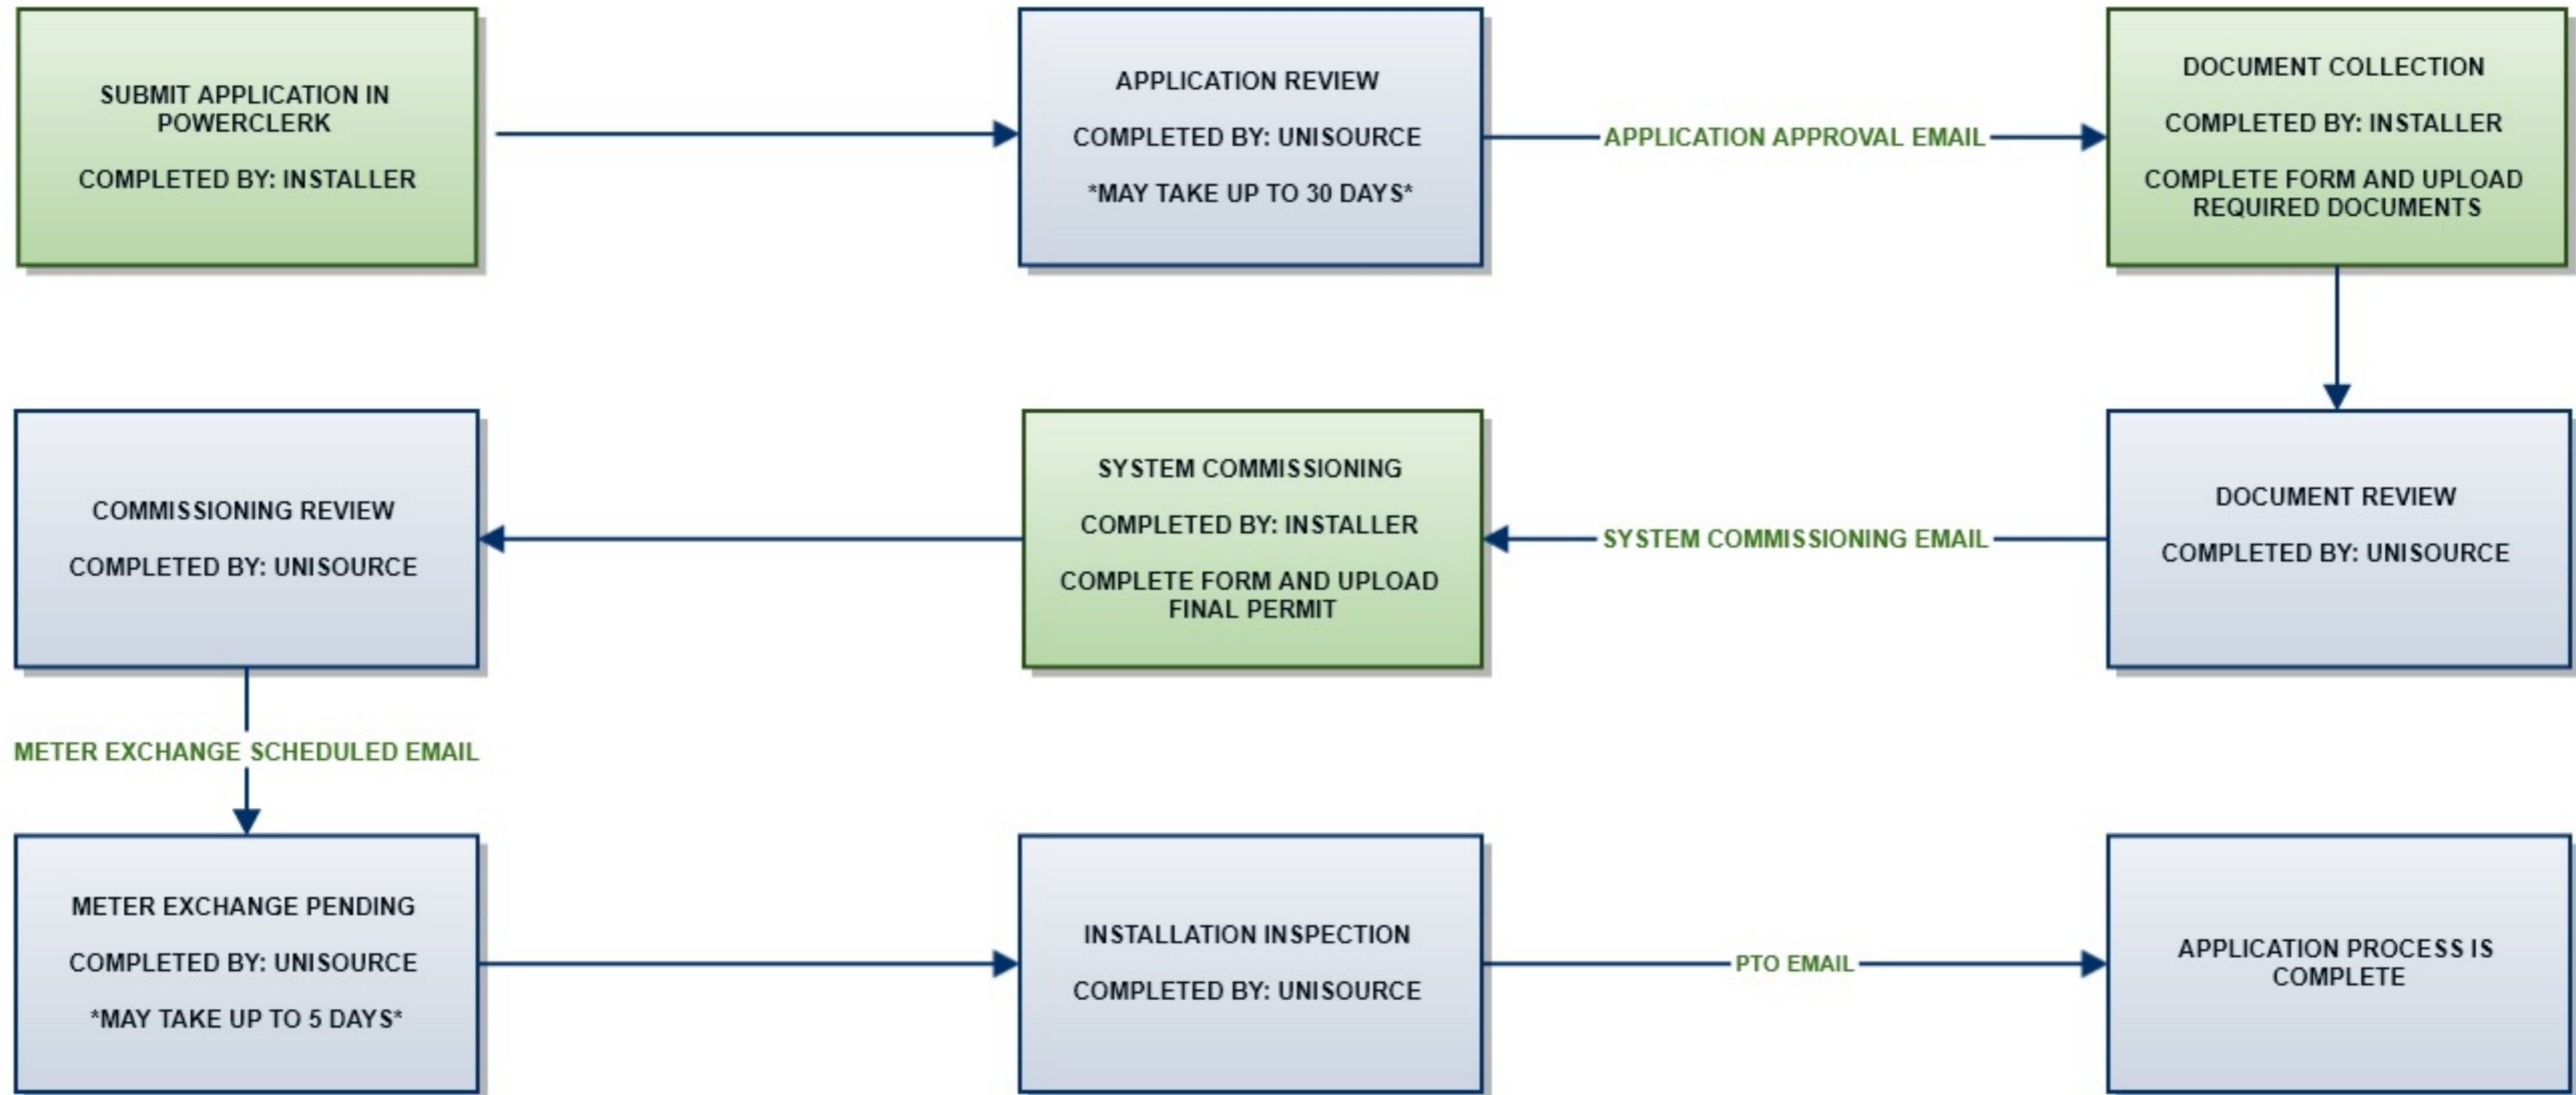 SUBMIT APPLICATION IN
POWERCLERK
COMPLETED BY: INSTALLER
APPLICATION REVIEW
COMPLETED BY: UNISOURCE
*MAY TAKE UP TO 30 DAYS*
APPLICATION APPROVAL EMAIL
DOCUMENT COLLECTION
COMPLETED BY: INSTALLER
COMPLETE FORM AND UPLOAD
REQUIRED DOCUMENTS
DOCUMENT REVIEW
COMPLETED BY: UNISOURCE
SYSTEM COMMISSIONING EMAIL
SYSTEM COMMISSIONING
COMPLETED BY: INSTALLER
COMPLETE FORM AND UPLOAD
FINAL PERMIT
COMMISSIONING REVIEW
COMPLETED BY: UNISOURCE
METER EXCHANGE SCHEDULED EMAIL
METER EXCHANGE PENDING
COMPLETED BY: UNISOURCE
*MAY TAKE UP TO 5 DAYS*
INSTALLATION INSPECTION
COMPLETED BY: UNISOURCE
PTO EMAIL
APPLICATION PROCESS IS
COMPLETE